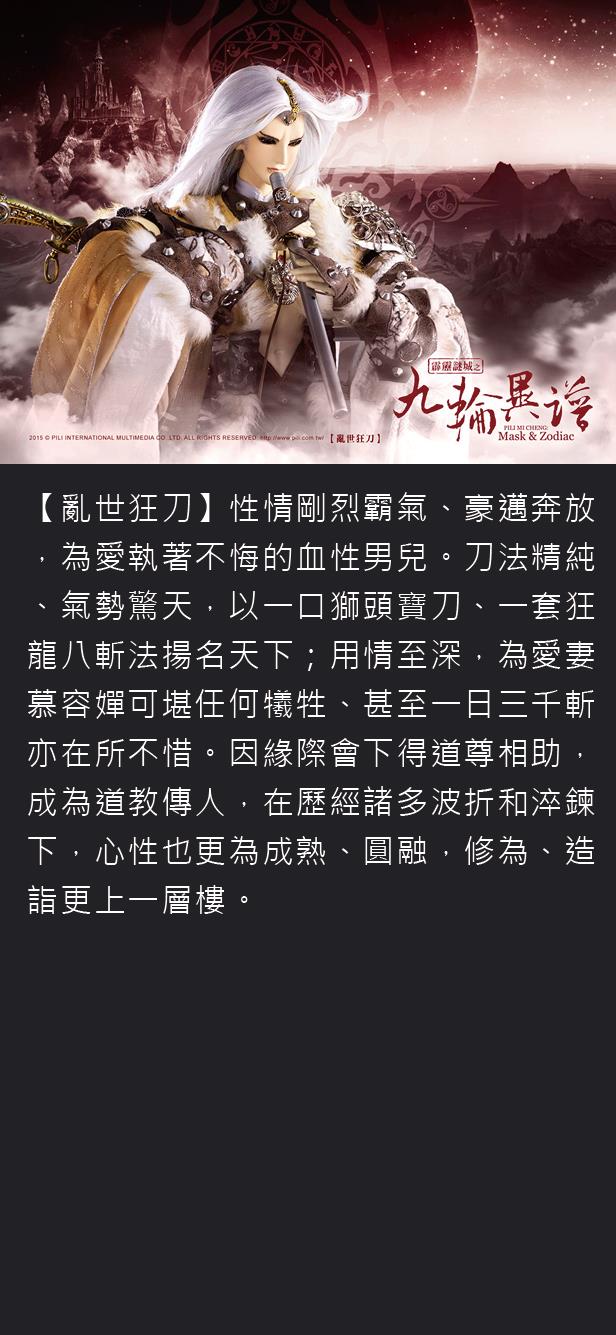 霹靂謎城之
九輪異譜
PILI MI CHENG:
Mask & Zodiac
2015 © PILI INTERNATIONAL MULTIMEDIA CO. LTD. ALL RIGHTS RESERVED. http://www.pili.com.tw/ 【亂世狂刀】
【亂世狂刀】性情剛烈霸氣、豪邁奔放
，為愛執著不悔的血性男兒。刀法精純
、氣勢驚天，以一口獅頭寶刀、一套狂
龍八斬法揚名天下；用情至深，為愛妻
慕容嬋可堪任何犧牲、甚至一日三千斬
亦在所不惜。因緣際會下得道尊相助，
成為道教傳人，在歷經諸多波折和淬鍊
下，心性也更為成熟、圓融，修為、造
詣更上一層樓。